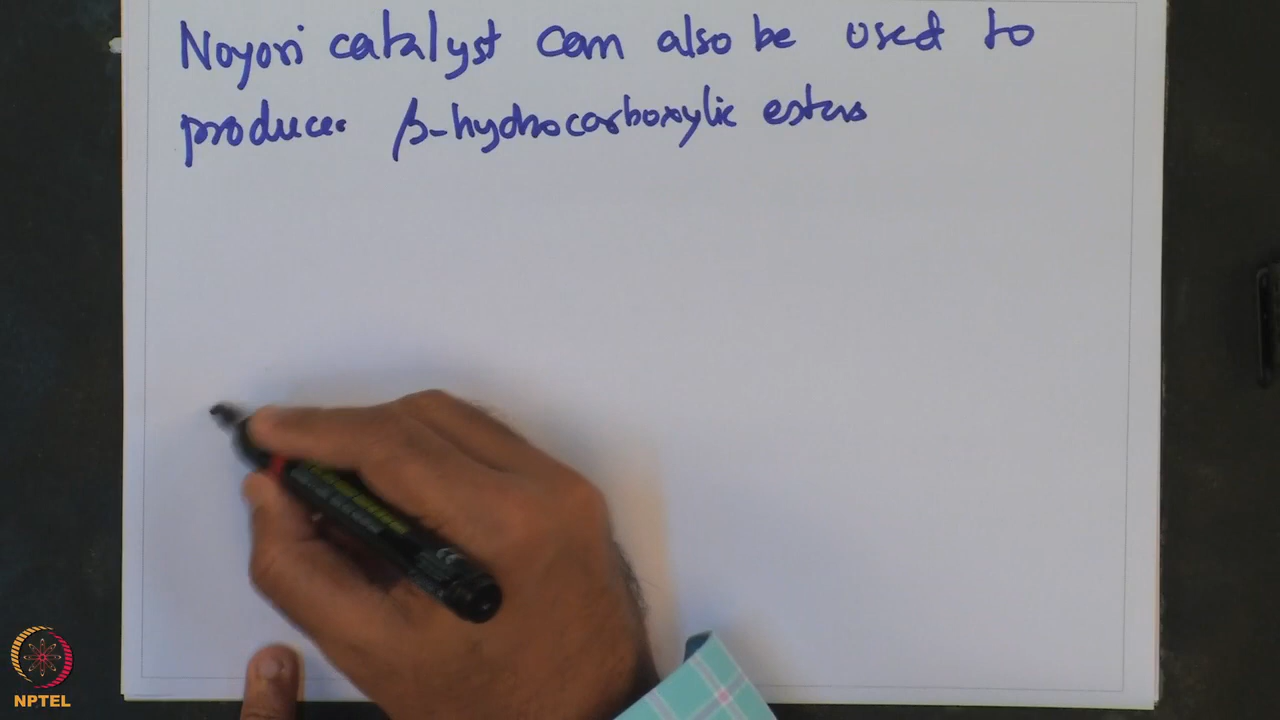 Noyori catalyst can also be used to
produce β-hydrocarboxylic esters
NPTEL